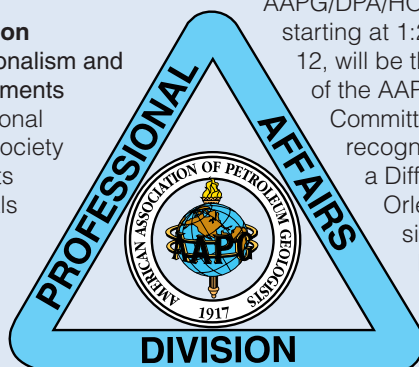 on
onalism and
ments
onal
ociety
ts
ls
AAPG/DPA/HO
starting at 1:2
12, will be th
of the AAP
Committ
recogn
a Diff
Orle
si
PROFESSIONAL
AFFAIRS
DIVISION
AMERICAN ASSOCIATION OF PETROLEUM GEOLOGISTS
AAPG
1917